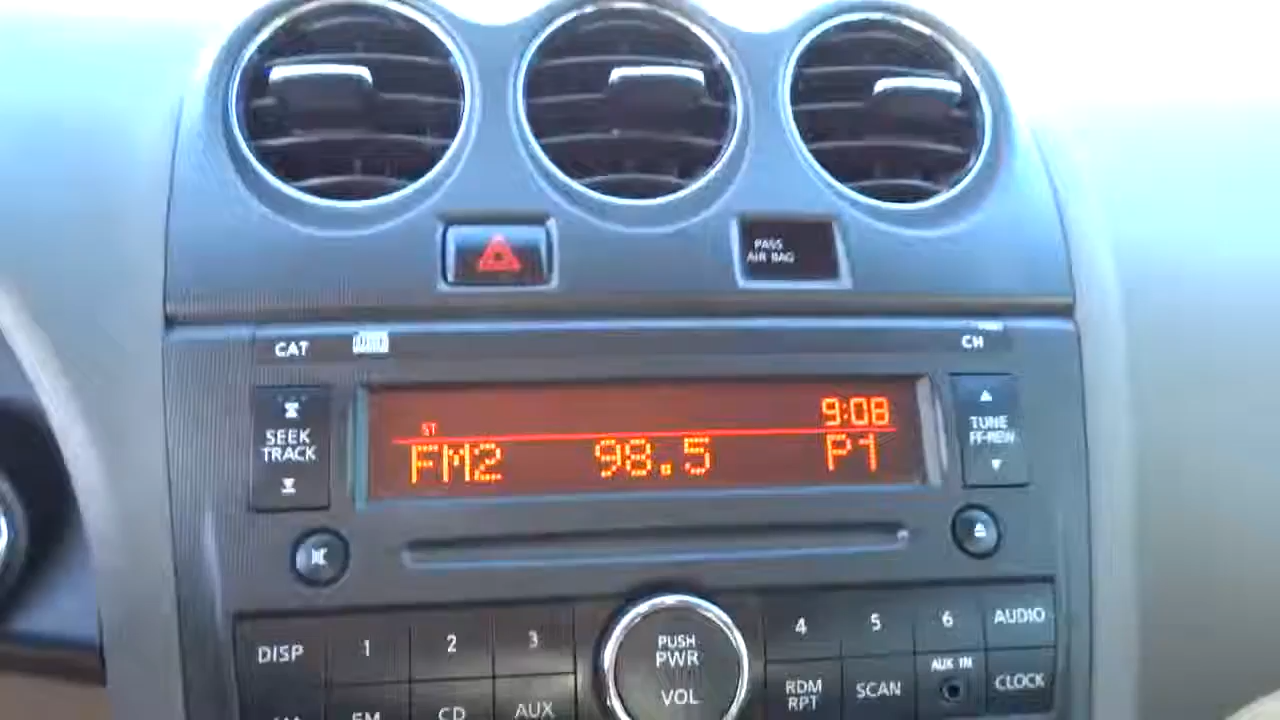 PASS
AIR BAG
CAT
CH
SEEK
TRACK
ST
9:08
FM2 98.5 P1
TUNE
FF·REW
DISP
1
2
3
PUSH
PWR
VOL
4
5
6
AUDIO
RDM
RPT
SCAN
AUX IN
CLOCK
FM
CD
AUX